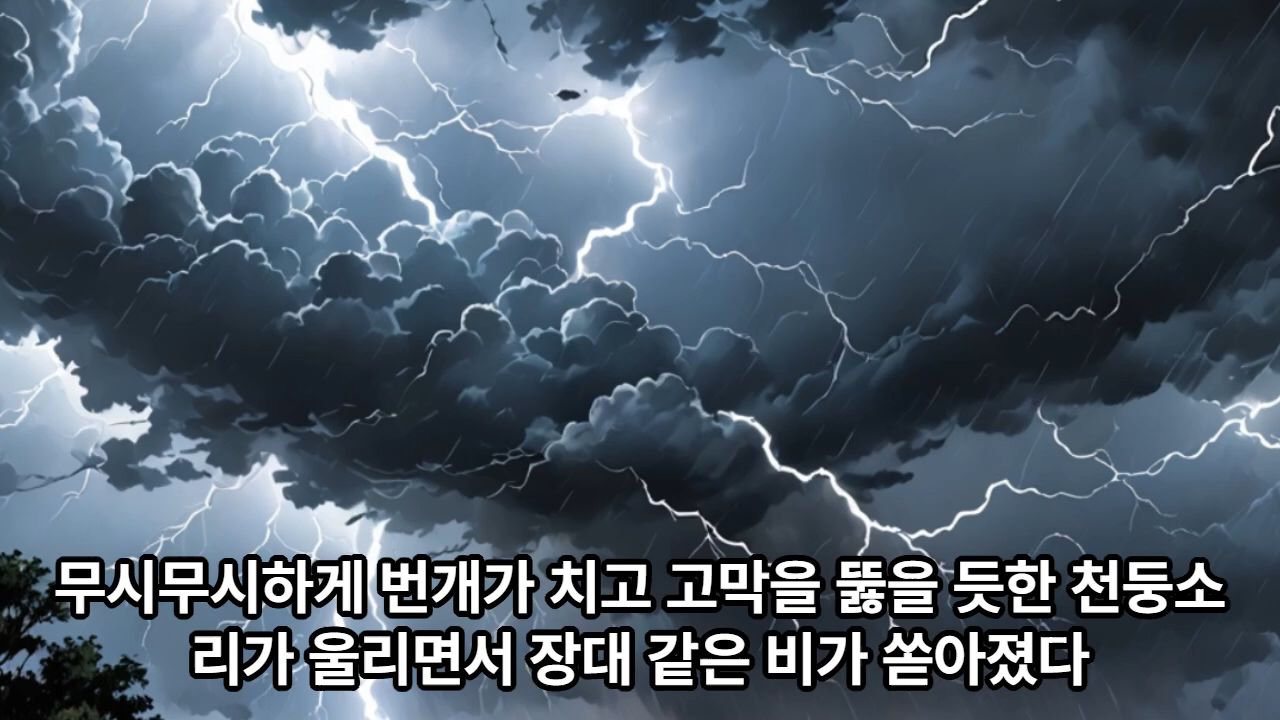 무시무시하게 번개가 치고 고막을 뚫을 듯한 천둥소
리가 울리면서 장대 같은 비가 쏟아졌다